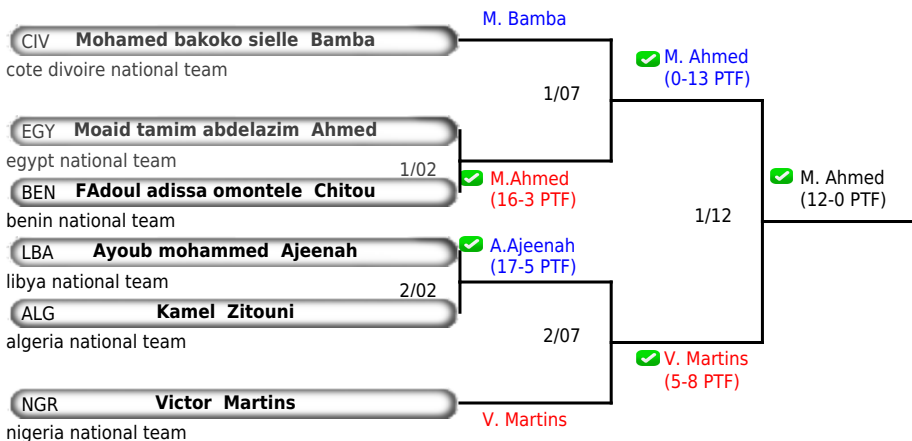 M. Bamba
CIV Mohamed bakoko sielle Bamba
cote divoire national team
M. Ahmed
(0-13 PTF)
1/07
EGY Moaid tamim abdelazim Ahmed
egypt national team
1/02
M.Ahmed
(16-3 PTF)
BEN FAdoul adissa omontele Chitou
benin national team
M. Ahmed
(12-0 PTF)
1/12
LBA Ayoub mohammed Ajeenah
libya national team
A.Ajeenah
(17-5 PTF)
2/02
ALG Kamel Zitouni
algeria national team
2/07
V. Martins
(5-8 PTF)
NGR Victor Martins
nigeria national team
V. Martins